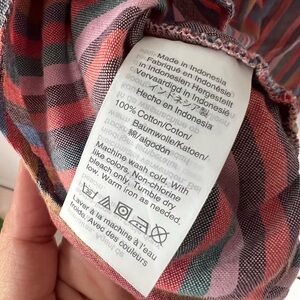 Made in Indonesia
Fabriqué en Indonésie
In Indonesien Hergestellt
Vervaardigd in Indonesië
インドネシア製
Hecho en Indonesia
100% Cotton/Coton/
Baumwolle/Katoen/
綿/algodón
Machine wash cold. With
like colors. Non-chlorine
bleach only. Tumble dry
low. Warm iron as needed.
Laver à la machine à l'eau
froide. Avec des couleurs